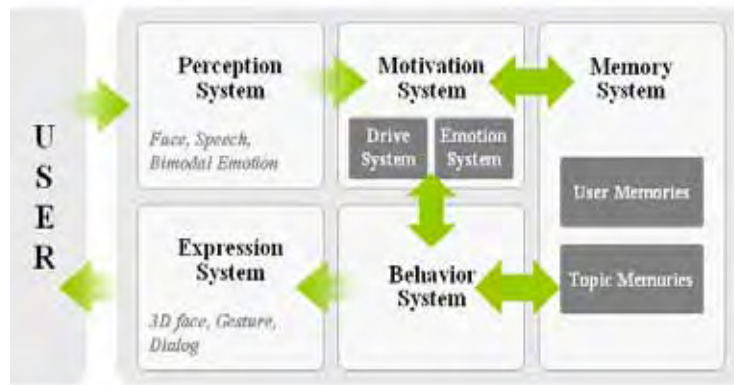 USER
Perception
System
Face, Speech,
Bimodal Emotion
Motivation
System
Drive
System
Emotion
System
Memory
System
User Memories
Topic Memories
Expression
System
3D face, Gesture,
Dialog
Behavior
System